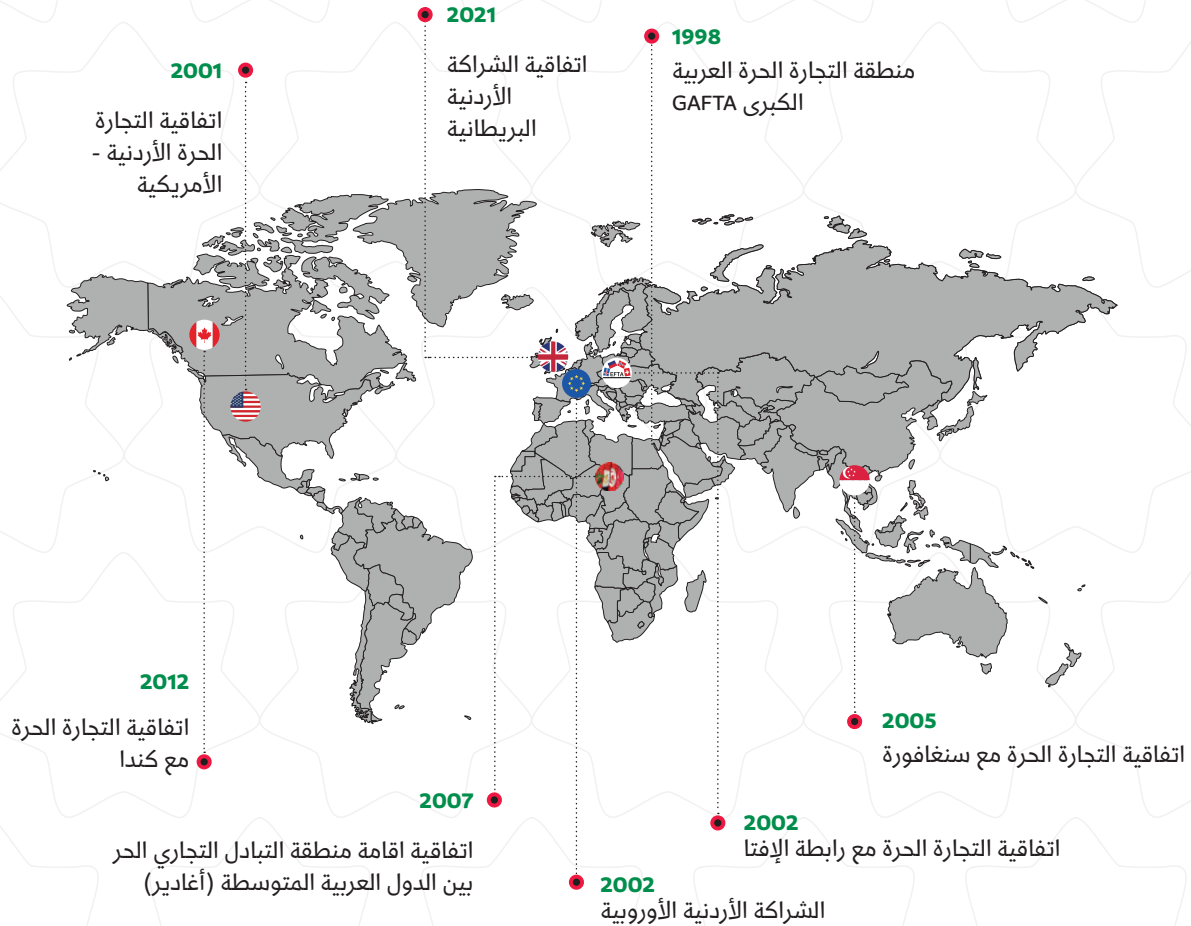 2021
اتفاقية الشراكة
الأردنية
البريطانية
1998
منطقة التجارة الحرة العربية
الكبرى GAFTA
2001
اتفاقية التجارة
الحرة الأردنية -
الأمريكية
EFTA
2012
اتفاقية التجارة الحرة
مع كندا
2005
اتفاقية التجارة الحرة مع سنغافورة
2007
اتفاقية اقامة منطقة التبادل التجاري الحر
بين الدول العربية المتوسطة (أغادير)
2002
اتفاقية التجارة الحرة مع رابطة الإفتا
2002
الشراكة الأردنية الأوروبية